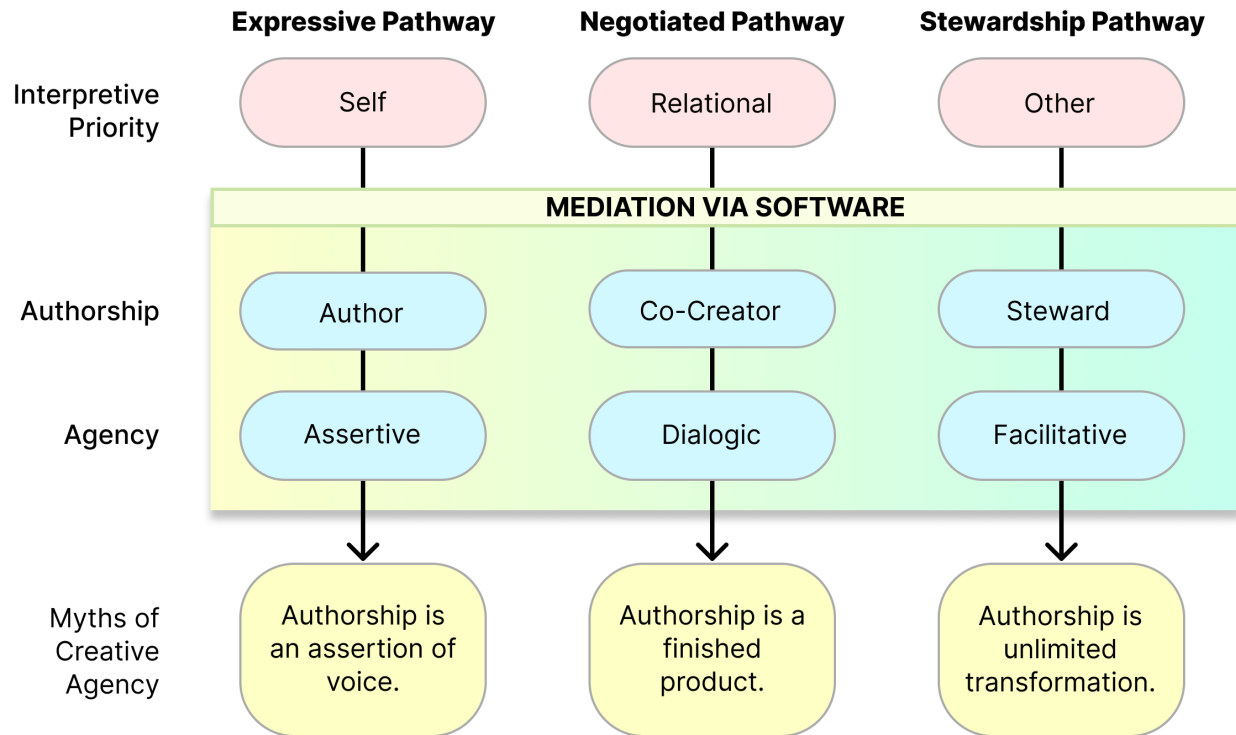 Expressive Pathway
Negotiated Pathway
Stewardship Pathway
Interpretive
Priority
Self
Relational
Other
MEDIATION VIA SOFTWARE
Authorship
Author
Co-Creator
Steward
Agency
Assertive
Dialogic
Facilitative
Myths of
Creative
Agency
Authorship is
an assertion of
voice.
Authorship is a
finished
product.
Authorship is
unlimited
transformation.